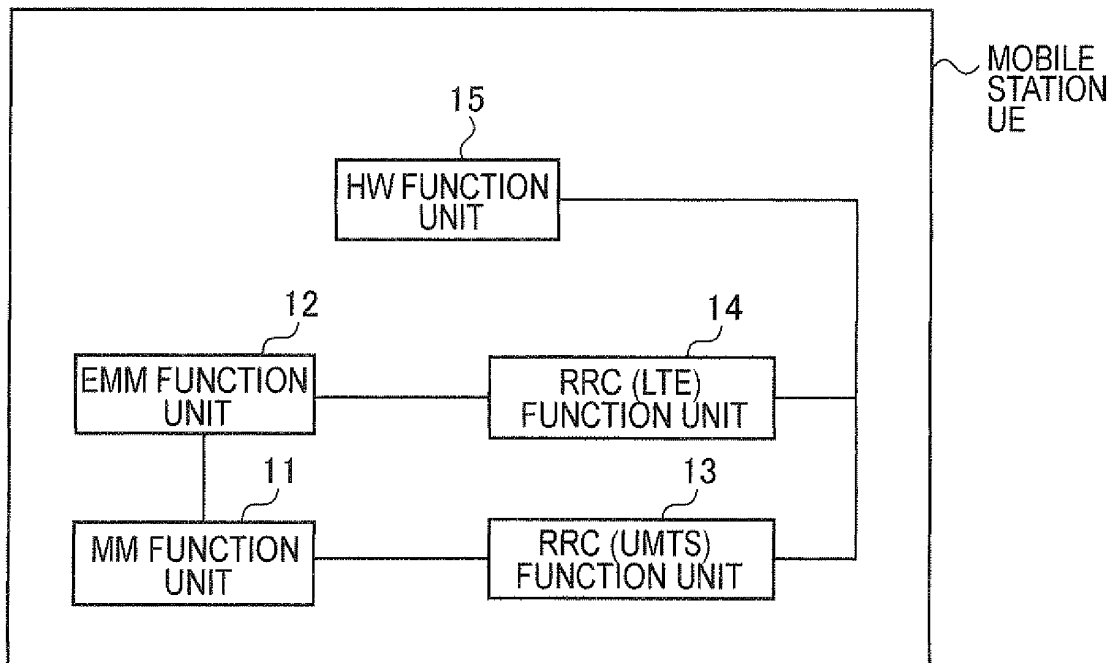 MOBILE
STATION
UE
15
HW FUNCTION
UNIT
12
EMM FUNCTION
UNIT
14
RRC (LTE)
FUNCTION UNIT
11
MM FUNCTION
UNIT
13
RRC (UMTS)
FUNCTION UNIT